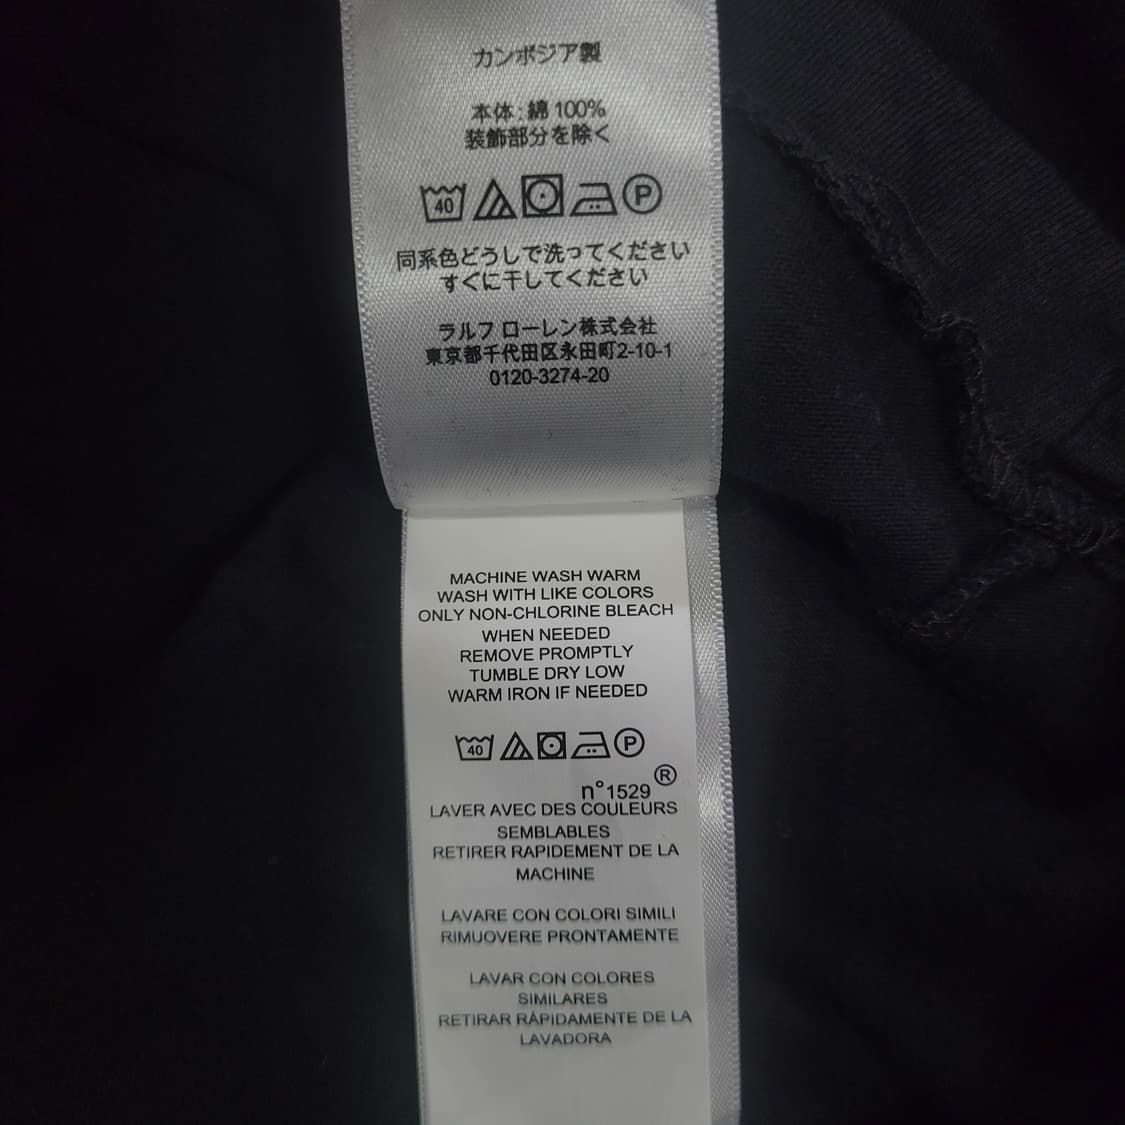 カンボジア製
本体:綿 100%
装飾部分を除く
40 P
同系色どうしで洗ってください
すぐに干してください
ラルフ ローレン株式会社
東京都千代田区永田町2-10-1
0120-3274-20
MACHINE WASH WARM
WASH WITH LIKE COLORS
ONLY NON-CHLORINE BLEACH
WHEN NEEDED
REMOVE PROMPTLY
TUMBLE DRY LOW
WARM IRON IF NEEDED
40 P
n°1529 ®
LAVER AVEC DES COULEURS
SEMBLABLES
RETIRER RAPIDEMENT DE LA
MACHINE
LAVARE CON COLORI SIMILI
RIMUOVERE PRONTAMENTE
LAVAR CON COLORES
SIMILARES
RETIRAR RÁPIDAMENTE DE LA
LAVADORA